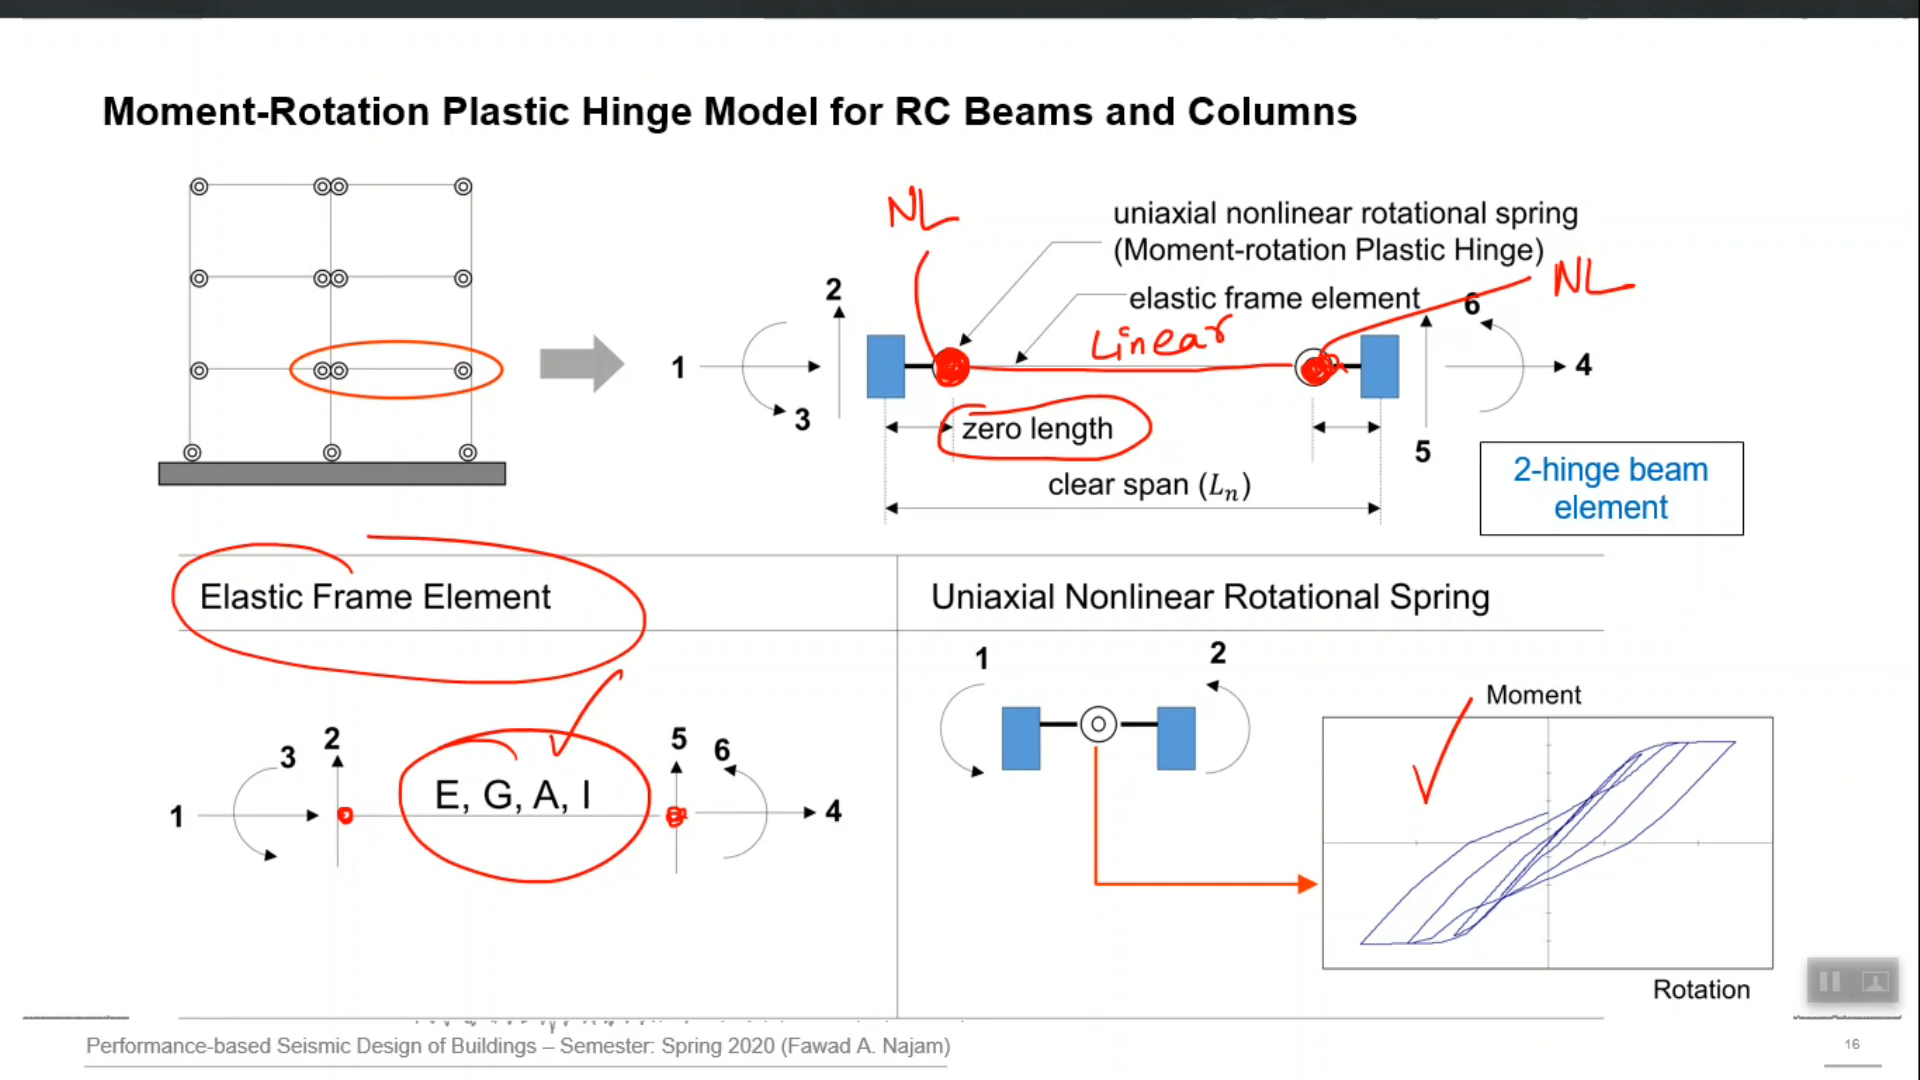 Moment-Rotation Plastic Hinge Model for RC Beams and Columns
NL
uniaxial nonlinear rotational spring
(Moment-rotation Plastic Hinge)
NL
2
elastic frame element
6
Linear
1
4
3
zero length
5
clear span (Lₙ)
2-hinge beam
element
Elastic Frame Element
Uniaxial Nonlinear Rotational Spring
1
2
Moment
3
2
5
6
E, G, A, I
1
4
Rotation
Performance-based Seismic Design of Buildings – Semester: Spring 2020 (Fawad A. Najam)
16